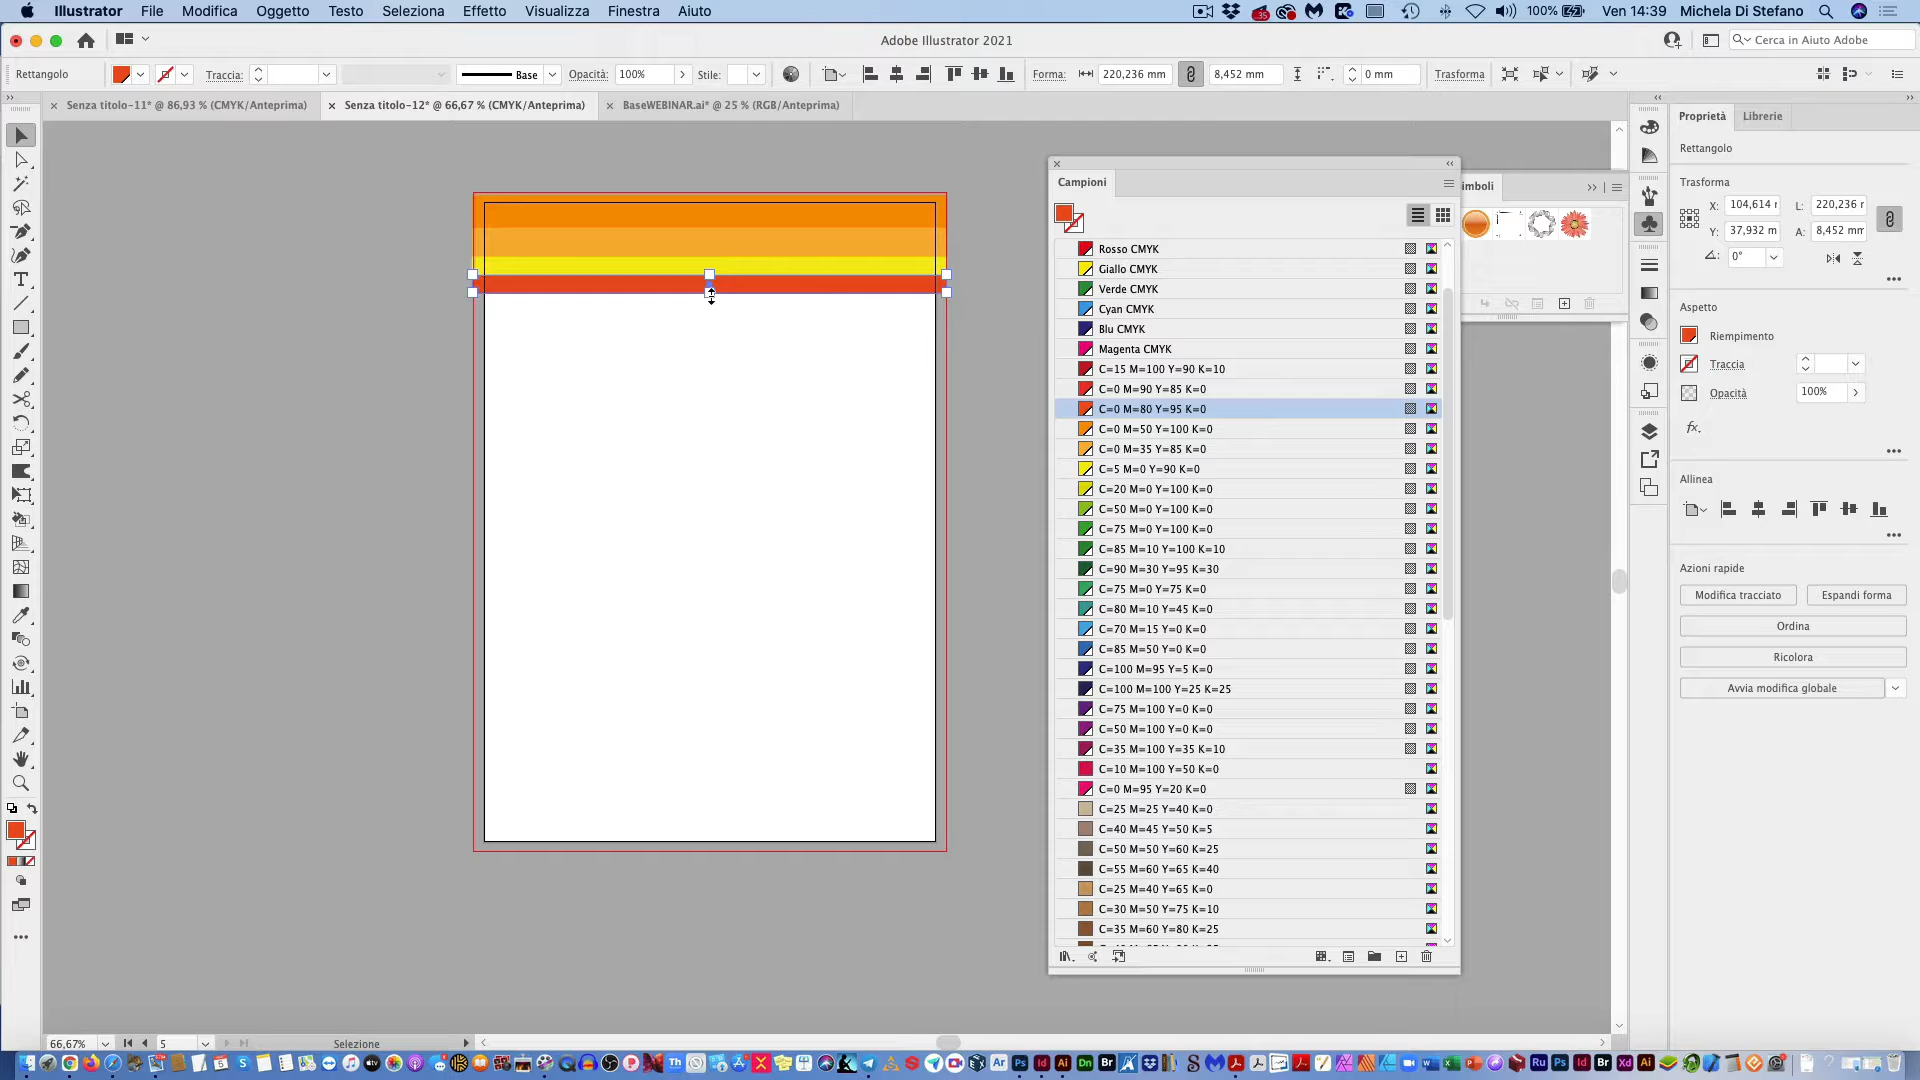 Illustrator File Modifica Oggetto Testo Seleziona Effetto Visualizza Finestra Aiuto 100% Ven 14:39 Michela Di Stefano
Adobe Illustrator 2021 Cerca in Aiuto Adobe
Rettangolo Traccia: Base Opacità: 100% Stile: Forma: 220,236 mm 8,452 mm 0 mm Trasforma
Senza titolo-11* @ 86,93 % (CMYK/Anteprima) Senza titolo-12* @ 66,67 % (CMYK/Anteprima) BaseWEBINAR.ai* @ 25 % (RGB/Anteprima)
Campioni
imboli
Rosso CMYK
Giallo CMYK
Verde CMYK
Cyan CMYK
Blu CMYK
Magenta CMYK
C=15 M=100 Y=90 K=10
C=0 M=90 Y=85 K=0
C=0 M=80 Y=95 K=0
C=0 M=50 Y=100 K=0
C=0 M=35 Y=85 K=0
C=5 M=0 Y=90 K=0
C=20 M=0 Y=100 K=0
C=50 M=0 Y=100 K=0
C=75 M=0 Y=100 K=0
C=85 M=10 Y=100 K=10
C=90 M=30 Y=95 K=30
C=75 M=0 Y=75 K=0
C=80 M=10 Y=45 K=0
C=70 M=15 Y=0 K=0
C=85 M=50 Y=0 K=0
C=100 M=95 Y=5 K=0
C=100 M=100 Y=25 K=25
C=75 M=100 Y=0 K=0
C=50 M=100 Y=0 K=0
C=35 M=100 Y=35 K=10
C=10 M=100 Y=50 K=0
C=0 M=95 Y=20 K=0
C=25 M=25 Y=40 K=0
C=40 M=45 Y=50 K=5
C=50 M=50 Y=60 K=25
C=55 M=60 Y=65 K=40
C=25 M=40 Y=65 K=0
C=30 M=50 Y=75 K=10
C=35 M=60 Y=80 K=25
Proprietà Librerie
Rettangolo
Trasforma
X: 104,614 r L: 220,236 r
Y: 37,932 m A: 8,452 mm
0°
Aspetto
Riempimento
Traccia
Opacità 100%
fx.
Allinea
Azioni rapide
Modifica tracciato Espandi forma
Ordina
Ricolora
Avvia modifica globale
66,67% 5 Selezione